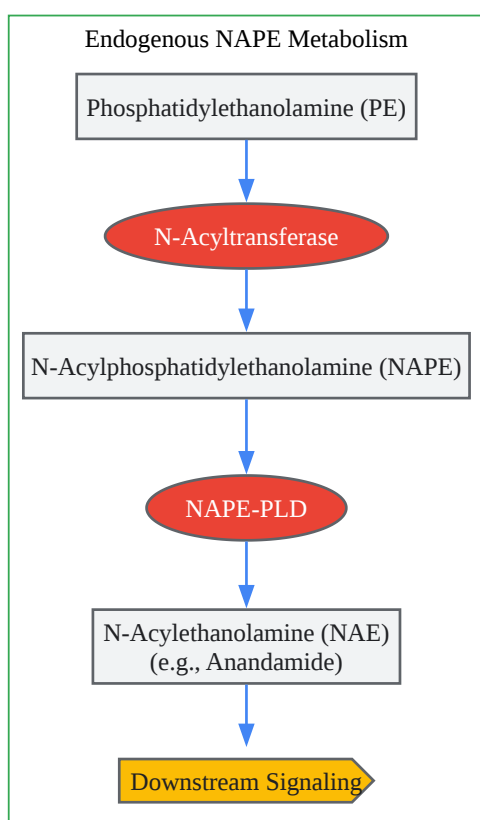 Endogenous NAPE Metabolism
Phosphatidylethanolamine (PE)
N-Acyltransferase
N-Acylphosphatidylethanolamine (NAPE)
NAPE-PLD
N-Acylethanolamine (NAE)
(e.g., Anandamide)
Downstream Signaling